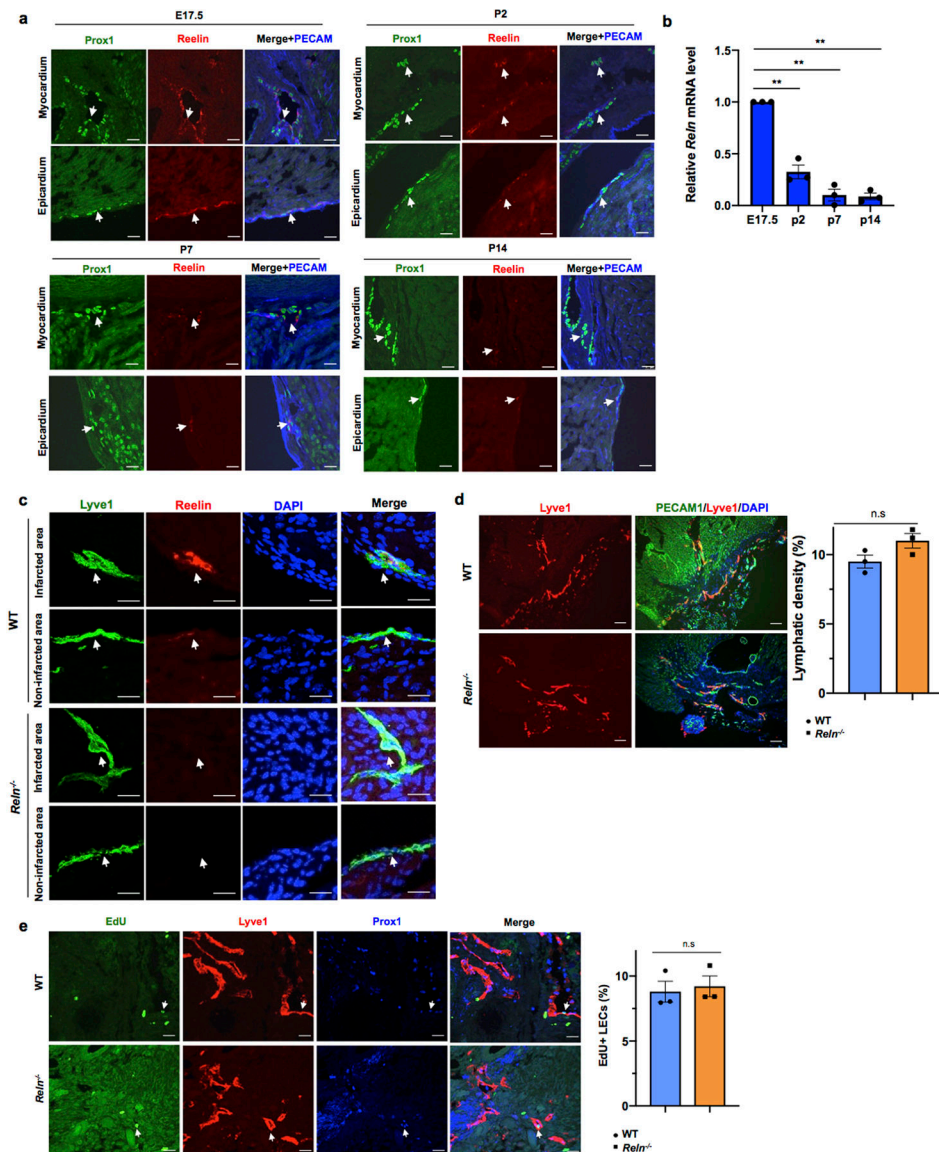 a
E17.5
Prox1 Reelin Merge+PECAM
Myocardium
Epicardium
P2
Prox1 Reelin Merge+PECAM
Myocardium
Epicardium
P7
Prox1 Reelin Merge+PECAM
Myocardium
Epicardium
P14
Prox1 Reelin Merge+PECAM
Myocardium
Epicardium
b
Relative Reln mRNA level
**
**
**
1.0
0.5
0.0
E17.5 p2 p7 p14
c
Lyve1 Reelin DAPI Merge
WT
Infarcted area
Non-infarcted area
Reln-/-
Infarcted area
Non-infarcted area
d
Lyve1 PECAM1/Lyve1/DAPI
WT
Reln-/-
n.s
Lymphatic density (%)
10
5
0
WT
Reln-/-
e
EdU Lyve1 Prox1 Merge
WT
Reln-/-
n.s
EdU+ LECs (%)
10
5
0
WT
Reln-/-